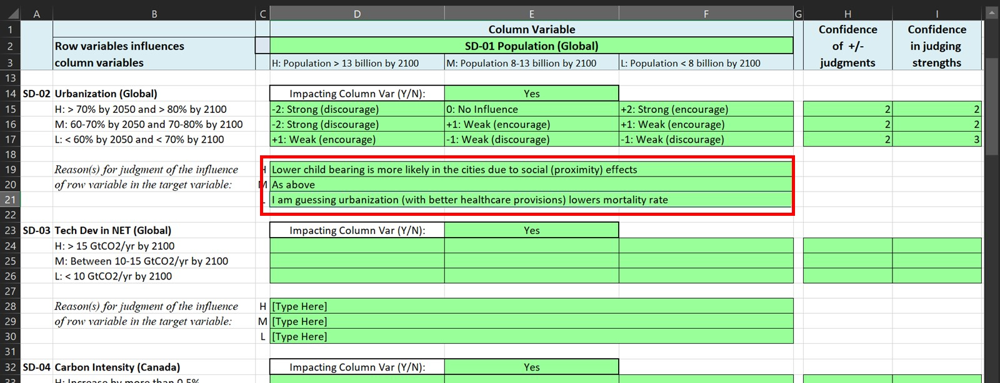 A B C D E F G H I
1 Column Variable Confidence Confidence
2 Row variables influences SD-01 Population (Global) of +/- in judging
3 column variables H: Population > 13 billion by 2100 M: Population 8-13 billion by 2100 L: Population < 8 billion by 2100 judgments strengths
13
14 SD-02 Urbanization (Global) Impacting Column Var (Y/N): Yes
15 H: > 70% by 2050 and > 80% by 2100 -2: Strong (discourage) 0: No Influence +2: Strong (encourage) 2 2
16 M: 60-70% by 2050 and 70-80% by 2100 -2: Strong (discourage) +1: Weak (encourage) +1: Weak (encourage) 2 2
17 L: < 60% by 2050 and < 70% by 2100 +1: Weak (encourage) -1: Weak (discourage) -1: Weak (discourage) 2 3
18
19 Reason(s) for judgment of the influence H Lower child bearing is more likely in the cities due to social (proximity) effects
20 of row variable in the target variable: M As above
21 L I am guessing urbanization (with better healthcare provisions) lowers mortality rate
22
23 SD-03 Tech Dev in NET (Global) Impacting Column Var (Y/N): Yes
24 H: > 15 GtCO2/yr by 2100
25 M: Between 10-15 GtCO2/yr by 2100
26 L: < 10 GtCO2/yr by 2100
27
28 Reason(s) for judgment of the influence H [Type Here]
29 of row variable in the target variable: M [Type Here]
30 L [Type Here]
31
32 SD-04 Carbon Intensity (Canada) Impacting Column Var (Y/N): Yes
33 H: Increase by more than 0.5%